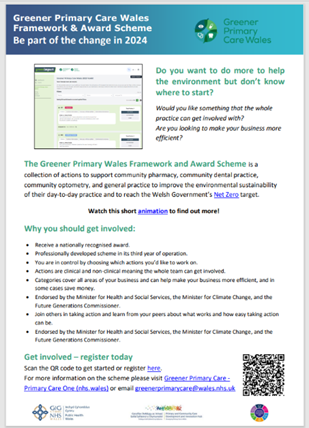 Greener Primary Care Wales
Framework & Award Scheme
Be part of the change in 2024
Greener
Primary
Care Wales
Do you want to do more to help
the environment but don't know
where to start?
Would you like something that the whole
practice can get involved with?
Are you looking to make your business more
efficient?
The Greener Primary Wales Framework and Award Scheme is a
collection of actions to support community pharmacy, community dental practice,
community optometry, and general practice to improve the environmental sustainability
of their day-to-day practice and to reach the Welsh Government's Net Zero target.
Watch this short animation to find out more!
Why you should get involved:
• Receive a nationally recognised award.
• Professionally developed scheme in its third year of operation.
• You are in control by choosing which actions you'd like to work on.
• Actions are clinical and non-clinical meaning the whole team can get involved.
• Categories cover all areas of your business and can help make your business more efficient, and in
some cases save money.
• Endorsed by the Minister for Health and Social Services, the Minister for Climate Change, and the
Future Generations Commissioner.
• Join others in taking action and learn from your peers about what works and how easy taking action
can be.
• Endorsed by the Minister for Health and Social Services, the Minister for Climate Change, and the
Future Generations Commissioner.
Get involved – register today
Scan the QR code to get started or register here.
For more information on the scheme please visit Greener Primary Care -
Primary Care One (nhs.wales) or email greenerprimarycare@wales.nhs.uk
GIG
NHS